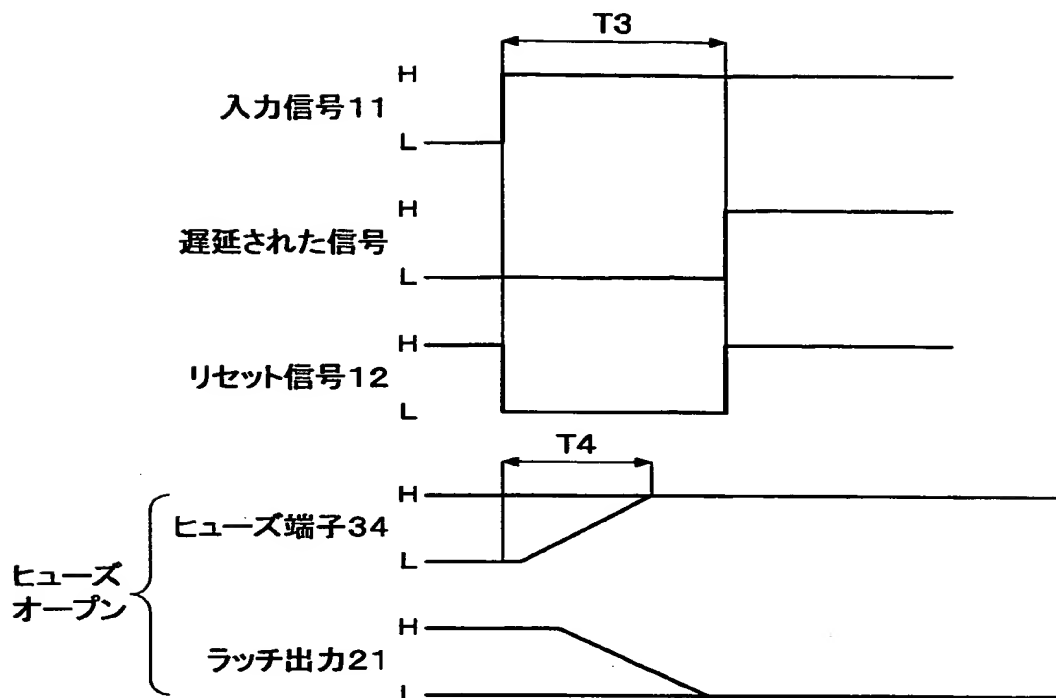 T3
H
入力信号11
L
H
遅延された信号
L
H
リセット信号12
L
T4
H
ヒューズ端子34
L
ヒューズ
オープン
H
ラッチ出力21
L